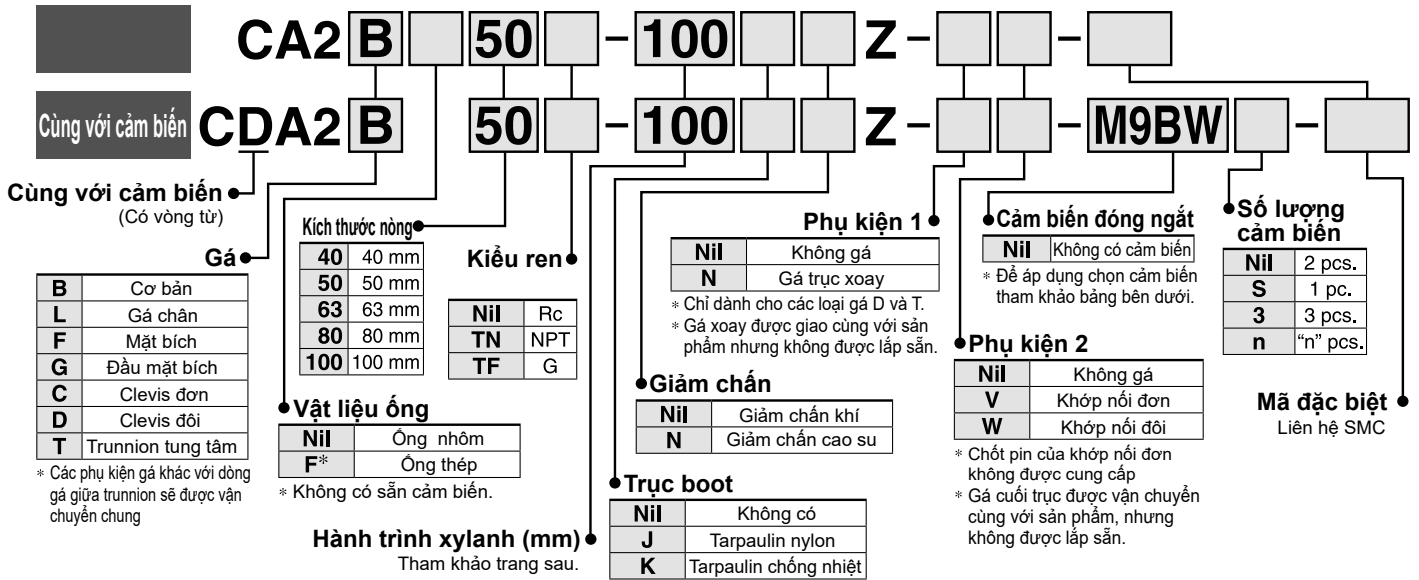 CA2 B 50 - 100 Z - -
Cùng với cảm biến CDA2 B 50 - 100 Z - - M9BW -
Cùng với cảm biến
(Có vòng từ)
Gá
B Cơ bản
L Gá chân
F Mặt bích
G Đầu mặt bích
C Clevis đơn
D Clevis đôi
T Trunnion tung tâm
* Các phụ kiện gá khác với dòng
gá giữa trunnion sẽ được vận
chuyển chung
Kích thước nòng
40 40 mm
50 50 mm
63 63 mm
80 80 mm
100 100 mm
Vật liệu ống
Nil Ống nhôm
F* Ống thép
* Không có sẵn cảm biến.
Hành trình xylanh (mm)
Tham khảo trang sau.
Kiểu ren
Nil Rc
TN NPT
TF G
Phụ kiện 1
Nil Không gá
N Gá trục xoay
* Chỉ dành cho các loại gá D và T.
* Gá xoay được giao cùng với sản
phẩm nhưng không được lắp sẵn.
Giảm chấn
Nil Giảm chấn khí
N Giảm chấn cao su
Trục boot
Nil Không có
J Tarpaulin nylon
K Tarpaulin chống nhiệt
Cảm biến đóng ngắt
Nil Không có cảm biến
* Để áp dụng chọn cảm biến
tham khảo bảng bên dưới.
Phụ kiện 2
Nil Không gá
V Khớp nối đơn
W Khớp nối đôi
* Chốt pin của khớp nối đơn
không được cung cấp
* Gá cuối trục được vận chuyển
cùng với sản phẩm, nhưng
không được lắp sẵn.
Số lượng
cảm biến
Nil 2 pcs.
S 1 pc.
3 3 pcs.
n "n" pcs.
Mã đặc biệt
Liên hệ SMC